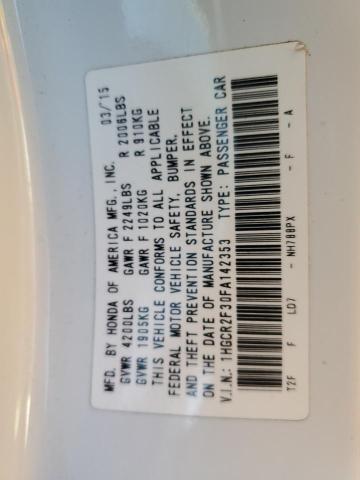 MFD. BY HONDA OF AMERICA MFG., INC. 03/'15
GVWR 4200LBS GAWR F 2249LBS R 2006LBS
GVWR 1905KG GAWR F 1020KG R 910KG
THIS VEHICLE CONFORMS TO ALL APPLICABLE
FEDERAL MOTOR VEHICLE SAFETY, BUMPER,
AND THEFT PREVENTION STANDARDS IN EFFECT
ON THE DATE OF MANUFACTURE SHOWN ABOVE.
V.I.N.: 1HGCR2F30FA142353 TYPE: PASSENGER CAR
T2F F LD7 - NH788PX - F - A